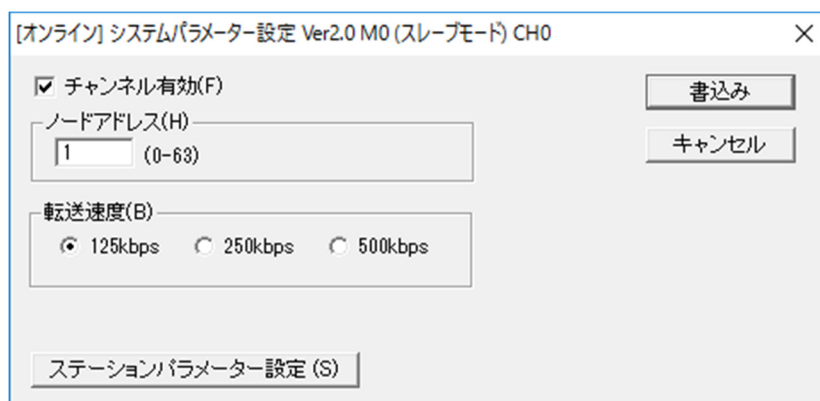 [オンライン] システムパラメーター設定 Ver2.0 M0 (スレーブモード) CH0
チャンネル有効(F)
書込み
ノードアドレス(H)
1 (0-63)
キャンセル
転送速度(B)
125kbps 250kbps 500kbps
ステーションパラメーター設定 (S)